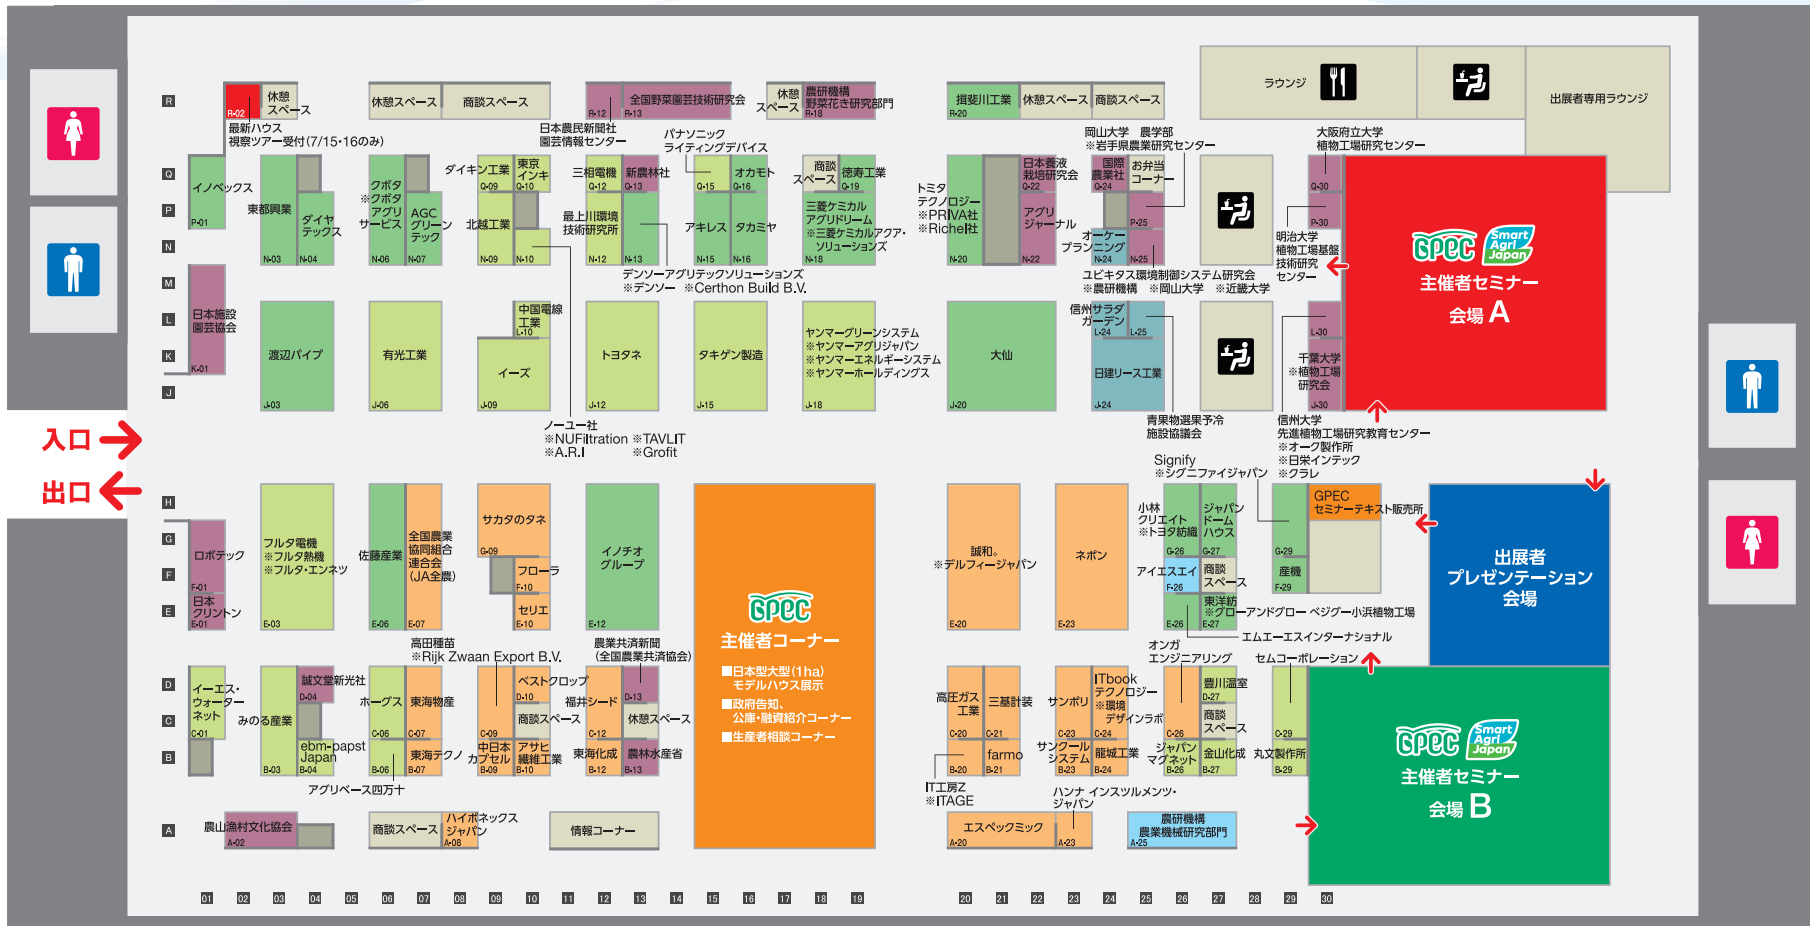 R
休憩
スペース
R-02
最新ハウス
視察ツアー受付(7/15・16のみ)
休憩スペース
商談スペース
R-12
R-13
全国野菜園芸技術研究会
日本農民新聞社
園芸情報センター
休憩
スペース
農研機構
野菜花き研究部門
R-18
揖斐川工業
R-20
休憩スペース
商談スペース
ラウンジ
出展者専用ラウンジ
パナソニック
ライティングデバイス
岡山大学 農学部
※岩手県農業研究センター
大阪府立大学
植物工場研究センター
Q
P
N
M
L
K
J
イノベックス
P-01
東都興業
N-03
ダイヤ
テックス
N-04
クボタ
※クボタ
アグリ
サービス
N-06
AGC
グリーン
テック
N-07
ダイキン工業
Q-09
東京
インキ
Q-10
北越工業
N-09
N-10
三相電機
Q-12
新農林社
Q-13
最上川環境
技術研究所
N-12
N-13
Q-15
オカモト
Q-16
アキレス
N-15
タカミヤ
N-16
商談
スペース
徳寿工業
Q-19
三菱ケミカル
アグリドリーム
※三菱ケミカルアクア・
ソリューションズ
N-18
トミタ
テクノロジー
※PRIVA社
※Richel社
N-20
日本養液
栽培研究会
Q-22
アグリ
ジャーナル
N-22
国際
農業社
Q-24
お弁当
コーナー
P-25
オーケー
プランニング
N-24
N-25
Q-30
P-30
明治大学
植物工場基盤
技術研究
センター
GPEC
Smart
Agri
Japan
主催者セミナー
会場 A
デンソーアグリテックソリューションズ
※デンソー ※Certhon Build B.V.
ユビキタス環境制御システム研究会
※農研機構 ※岡山大学 ※近畿大学
日本施設
園芸協会
K-01
渡辺パイプ
J-03
有光工業
J-06
中国電線
工業
L-10
イーズ
J-09
トヨタネ
J-12
タキゲン製造
J-15
ヤンマーグリーンシステム
※ヤンマーアグリジャパン
※ヤンマーエネルギーシステム
※ヤンマーホールディングス
J-18
大仙
J-20
信州サラダ
ガーデン
L-24
L-25
日建リース工業
J-24
L-30
千葉大学
※植物工場
研究会
J-30
入口
出口
ノーユー社
※NUFiltration ※TAVLIT
※A.R.I ※Grofit
青果物選果予冷
施設協議会
信州大学
先進植物工場研究教育センター
※オーク製作所
※日栄インテック
※クラレ
Signify
※シグニファイジャパン
H
G
F
E
ロボテック
F-01
日本
クリントン
E-01
フルタ電機
※フルタ熱機
※フルタ・エンネツ
E-03
佐藤産業
E-06
全国農業
協同組合
連合会
(JA全農)
E-07
サカタのタネ
G-09
フローラ
F-10
セリエ
E-10
イノチオ
グループ
E-12
GPEC
主催者コーナー
■日本型大型(1ha)
モデルハウス展示
■政府告知、
公庫・融資紹介コーナー
■生産者相談コーナー
誠和。
※デルフィージャパン
E-20
ネポン
E-23
小林
クリエイト
※トヨタ紡織
G-26
ジャパン
ドーム
ハウス
G-27
アイエスエイ
F-26
商談
スペース
E-26
東洋紡
※グローアンドグロー ベジグー小浜植物工場
E-27
G-29
産機
F-29
GPEC
セミナーテキスト販売所
出展者
プレゼンテーション
会場
エムエーエスインターナショナル
高田種苗
※Rijk Zwaan Export B.V.
農業共済新聞
(全国農業共済協会)
オンガ
エンジニアリング
セムコーポレーション
D
C
B
A
イーエス・
ウォーター
ネット
C-01
みのる産業
B-03
誠文堂新光社
D-04
ebm-papst
Japan
B-04
ホーグス
C-06
東海物産
C-07
B-06
東海テクノ
B-07
アグリベース四万十
C-09
ベストクロップ
D-10
商談スペース
中日本
カプセル
B-09
アサヒ
繊維工業
B-10
福井シード
C-12
D-13
休憩スペース
東海化成
B-12
農林水産省
B-13
高圧ガス
工業
C-20
三基計装
C-21
B-20
farmo
B-21
IT工房Z
※ITAGE
サンポリ
C-23
ITbook
テクノロジー
※環境
デザインラボ
C-24
サンクール
システム
B-23
龍城工業
B-24
C-26
豊川温室
D-27
商談
スペース
ジャパン
マグネット
B-26
金山化成
B-27
C-29
丸文製作所
B-29
GPEC
Smart
Agri
Japan
主催者セミナー
会場 B
ハンナ インスツルメンツ・
ジャパン
農山漁村文化協会
A-02
商談スペース
ハイポネックス
ジャパン
A-08
情報コーナー
エスペックミック
A-20
A-23
農研機構
農業機械研究部門
A-25
01 02 03 04 05 06 07 08 09 10 11 12 13 14 15 16 17 18 19 20 21 22 23 24 25 26 27 28 29 30